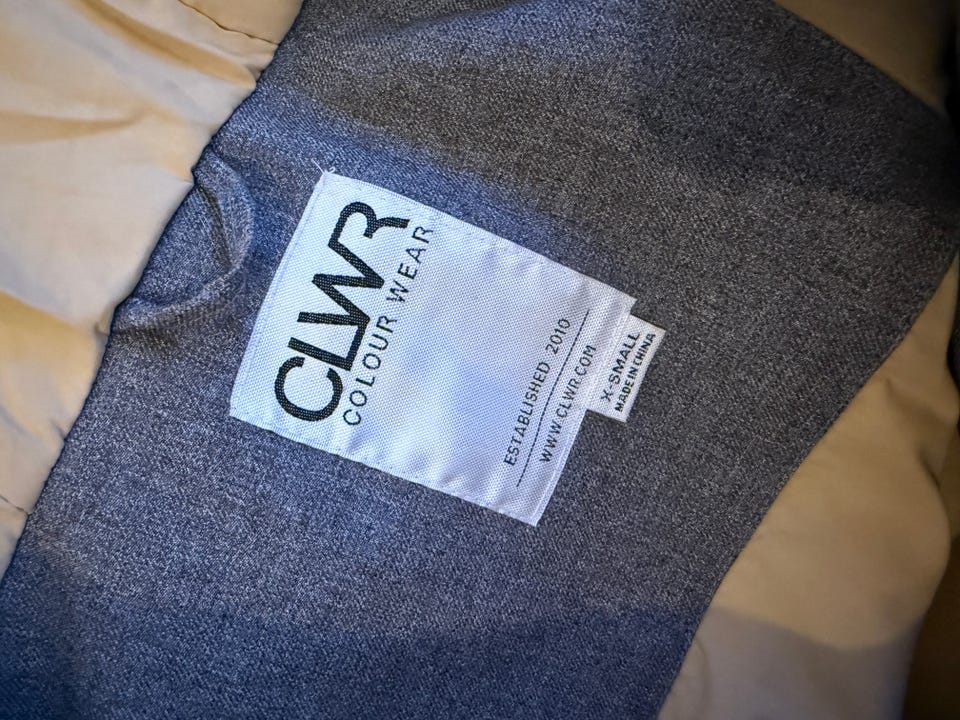 CLWR
COLOUR WEAR
ESTABLISHED 2010
WWW.CLWR.COM
X-SMALL
MADE IN CHINA